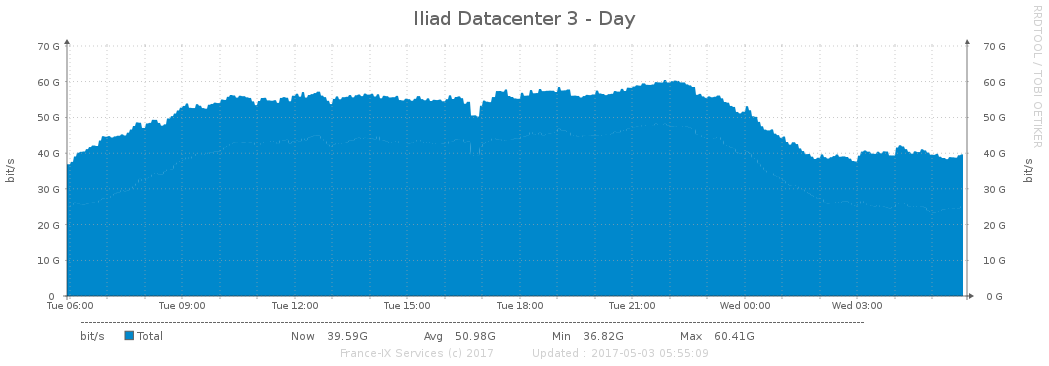 Iliad Datacenter 3 - Day
RRDTOOL / TOBI OETIKER
70 G 70 G
60 G 60 G
50 G 50 G
40 G 40 G
30 G 30 G
20 G 20 G
10 G 10 G
0 0 G
bit/s bit/s
Tue 06:00 Tue 09:00 Tue 12:00 Tue 15:00 Tue 18:00 Tue 21:00 Wed 00:00 Wed 03:00
bit/s Total Now 39.59G Avg 50.98G Min 36.82G Max 60.41G
France-IX Services (c) 2017 Updated : 2017-05-03 05:55:09